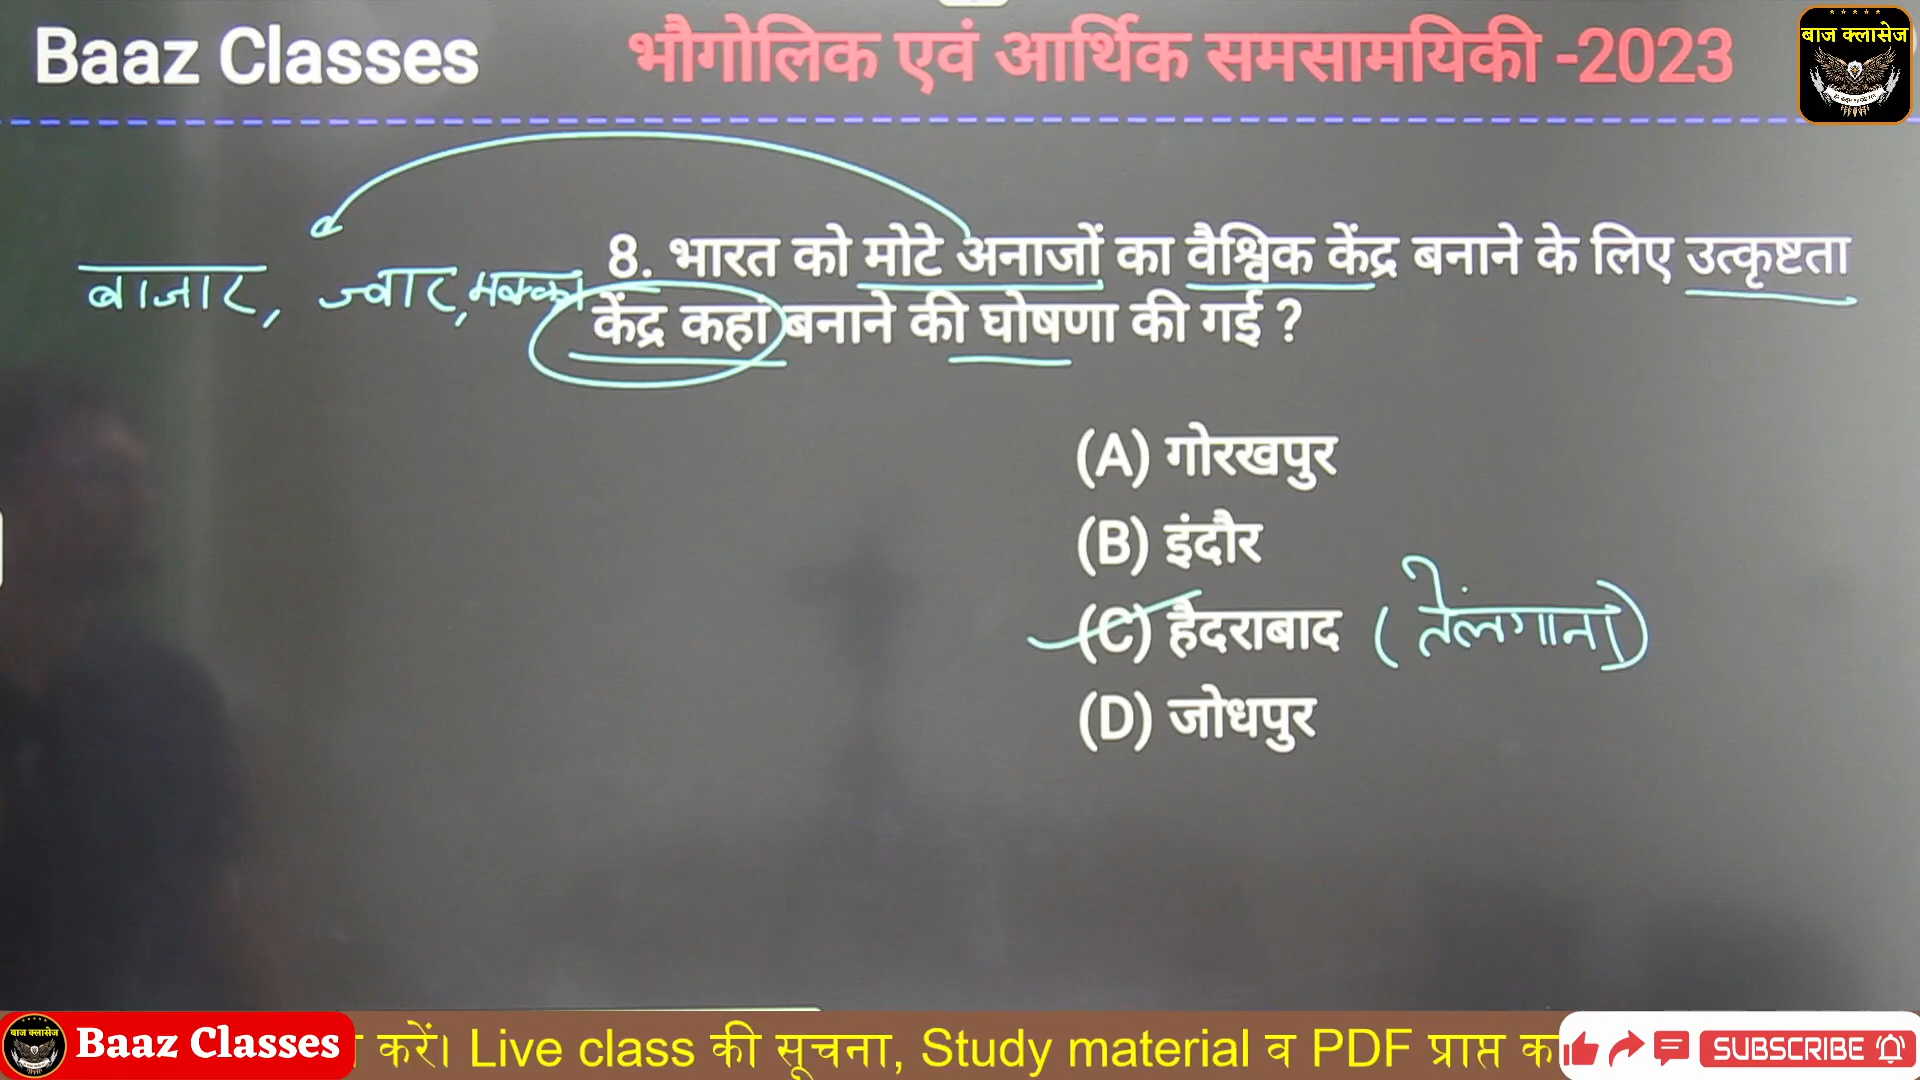 Baaz Classes
भौगोलिक एवं आर्थिक समसामयिकी -2023
बाज क्लासेज
8. भारत को मोटे अनाजों का वैश्विक केंद्र बनाने के लिए उत्कृष्टता
बाजार, ज्वार, मक्का
केंद्र कहां बनाने की घोषणा की गई ?
(A) गोरखपुर
(B) इंदौर
(C) हैदराबाद (तेलंगाना)
(D) जोधपुर
बाज क्लासेज
Baaz Classes
करें। Live class की सूचना, Study material व PDF प्राप्त क
SUBSCRIBE